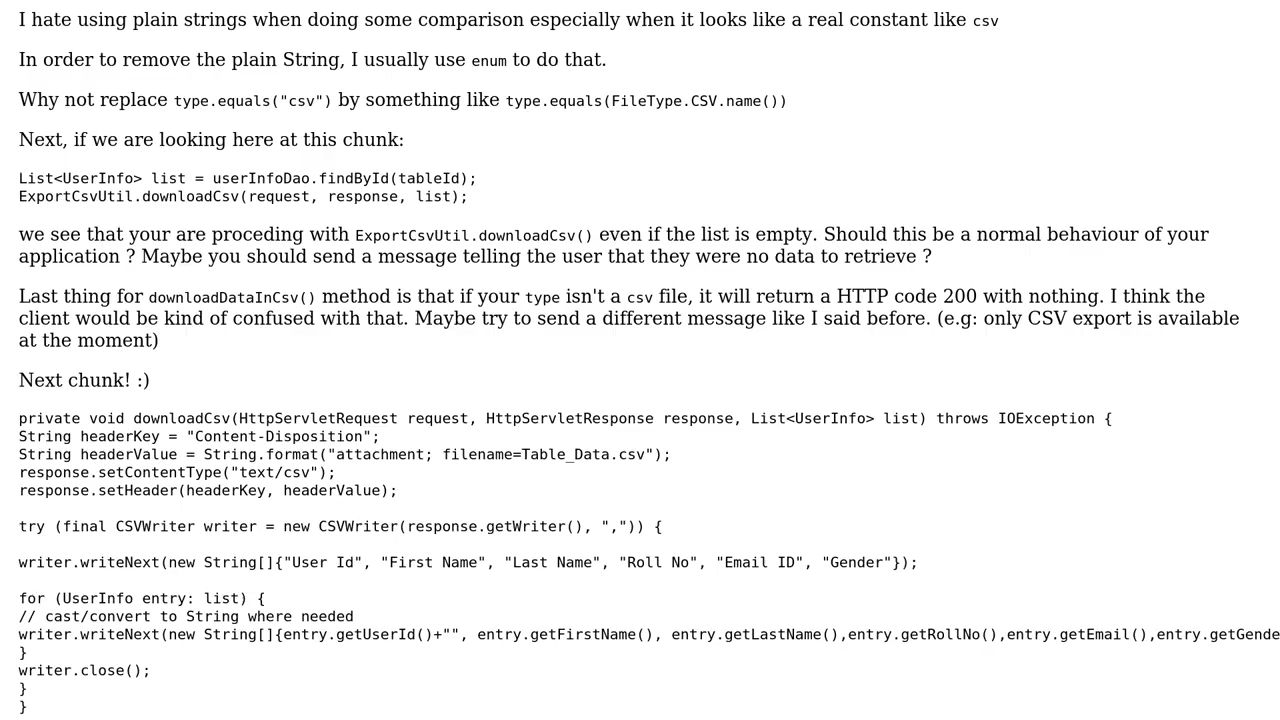 I hate using plain strings when doing some comparison especially when it looks like a real constant like csv
In order to remove the plain String, I usually use enum to do that.
Why not replace type.equals("csv") by something like type.equals(FileType.CSV.name())
Next, if we are looking here at this chunk:
List<UserInfo> list = userInfoDao.findById(tableId);
ExportCsvUtil.downloadCsv(request, response, list);
we see that your are proceding with ExportCsvUtil.downloadCsv() even if the list is empty. Should this be a normal behaviour of your
application ? Maybe you should send a message telling the user that they were no data to retrieve ?
Last thing for downloadDataInCsv() method is that if your type isn't a csv file, it will return a HTTP code 200 with nothing. I think the
client would be kind of confused with that. Maybe try to send a different message like I said before. (e.g: only CSV export is available
at the moment)
Next chunk! :)
private void downloadCsv(HttpServletRequest request, HttpServletResponse response, List<UserInfo> list) throws IOException {
String headerKey = "Content-Disposition";
String headerValue = String.format("attachment; filename=Table_Data.csv");
response.setContentType("text/csv");
response.setHeader(headerKey, headerValue);
try (final CSVWriter writer = new CSVWriter(response.getWriter(), ",")) {
writer.writeNext(new String[]{"User Id", "First Name", "Last Name", "Roll No", "Email ID", "Gender"});
for (UserInfo entry: list) {
// cast/convert to String where needed
writer.writeNext(new String[]{entry.getUserId()+"", entry.getFirstName(), entry.getLastName(),entry.getRollNo(),entry.getEmail(),entry.getGende
}
writer.close();
}
}